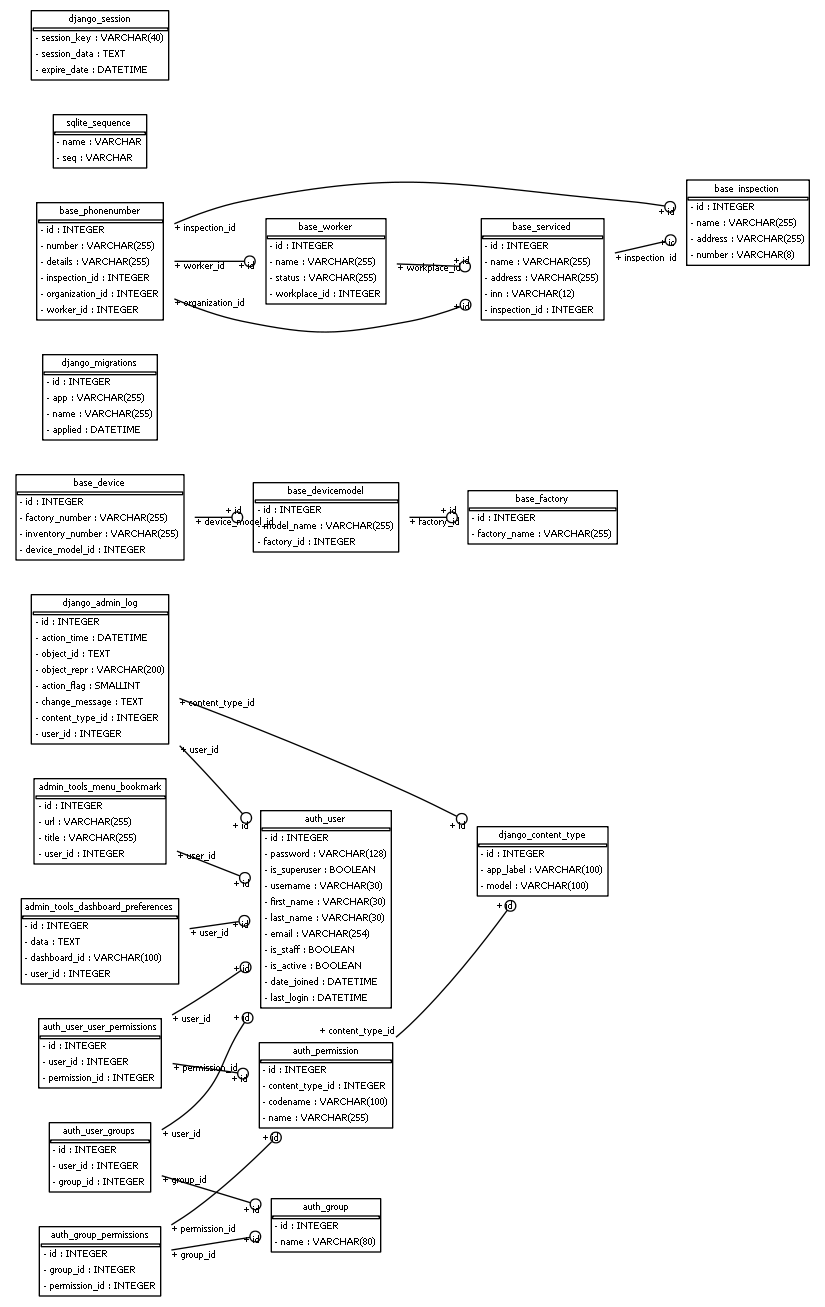 django_session
- session_key : VARCHAR(40)
- session_data : TEXT
- expire_date : DATETIME
sqlite_sequence
- name : VARCHAR
- seq : VARCHAR
base_phonenumber
- id : INTEGER
- number : VARCHAR(255)
- details : VARCHAR(255)
- inspection_id : INTEGER
- organization_id : INTEGER
- worker_id : INTEGER
+ inspection_id
+ id
+ worker_id
+ id
+ organization_id
+ id
base_worker
- id : INTEGER
- name : VARCHAR(255)
- status : VARCHAR(255)
- workplace_id : INTEGER
+ workplace_id
+ id
base_serviced
- id : INTEGER
- name : VARCHAR(255)
- address : VARCHAR(255)
- inn : VARCHAR(12)
- inspection_id : INTEGER
+ inspection_id
+ id
base_inspection
- id : INTEGER
- name : VARCHAR(255)
- address : VARCHAR(255)
- number : VARCHAR(8)
django_migrations
- id : INTEGER
- app : VARCHAR(255)
- name : VARCHAR(255)
- applied : DATETIME
base_device
- id : INTEGER
- factory_number : VARCHAR(255)
- inventory_number : VARCHAR(255)
- device_model_id : INTEGER
+ id
+ device_model_id
base_devicemodel
- id : INTEGER
- model_name : VARCHAR(255)
- factory_id : INTEGER
+ id
+ factory_id
base_factory
- id : INTEGER
- factory_name : VARCHAR(255)
django_admin_log
- id : INTEGER
- action_time : DATETIME
- object_id : TEXT
- object_repr : VARCHAR(200)
- action_flag : SMALLINT
- change_message : TEXT
- content_type_id : INTEGER
- user_id : INTEGER
+ content_type_id
+ id
+ user_id
+ id
admin_tools_menu_bookmark
- id : INTEGER
- url : VARCHAR(255)
- title : VARCHAR(255)
- user_id : INTEGER
+ user_id
+ id
auth_user
- id : INTEGER
- password : VARCHAR(128)
- is_superuser : BOOLEAN
- username : VARCHAR(30)
- first_name : VARCHAR(30)
- last_name : VARCHAR(30)
- email : VARCHAR(254)
- is_staff : BOOLEAN
- is_active : BOOLEAN
- date_joined : DATETIME
- last_login : DATETIME
django_content_type
- id : INTEGER
- app_label : VARCHAR(100)
- model : VARCHAR(100)
+ id
admin_tools_dashboard_preferences
- id : INTEGER
- data : TEXT
- dashboard_id : VARCHAR(100)
- user_id : INTEGER
+ user_id
+ id
auth_user_user_permissions
- id : INTEGER
- user_id : INTEGER
- permission_id : INTEGER
+ id
+ user_id
+ permission_id
+ id
+ content_type_id
auth_permission
- id : INTEGER
- content_type_id : INTEGER
- codename : VARCHAR(100)
- name : VARCHAR(255)
auth_user_groups
- id : INTEGER
- user_id : INTEGER
- group_id : INTEGER
+ id
+ user_id
+ group_id
+ id
auth_group
- id : INTEGER
- name : VARCHAR(80)
auth_group_permissions
- id : INTEGER
- group_id : INTEGER
- permission_id : INTEGER
+ id
+ permission_id
+ id
+ group_id